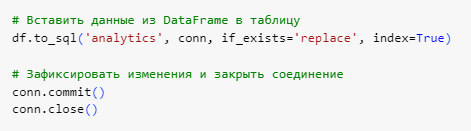 # Вставить данные из DataFrame в таблицу
df.to_sql('analytics', conn, if_exists='replace', index=True)
# Зафиксировать изменения и закрыть соединение
conn.commit()
conn.close()